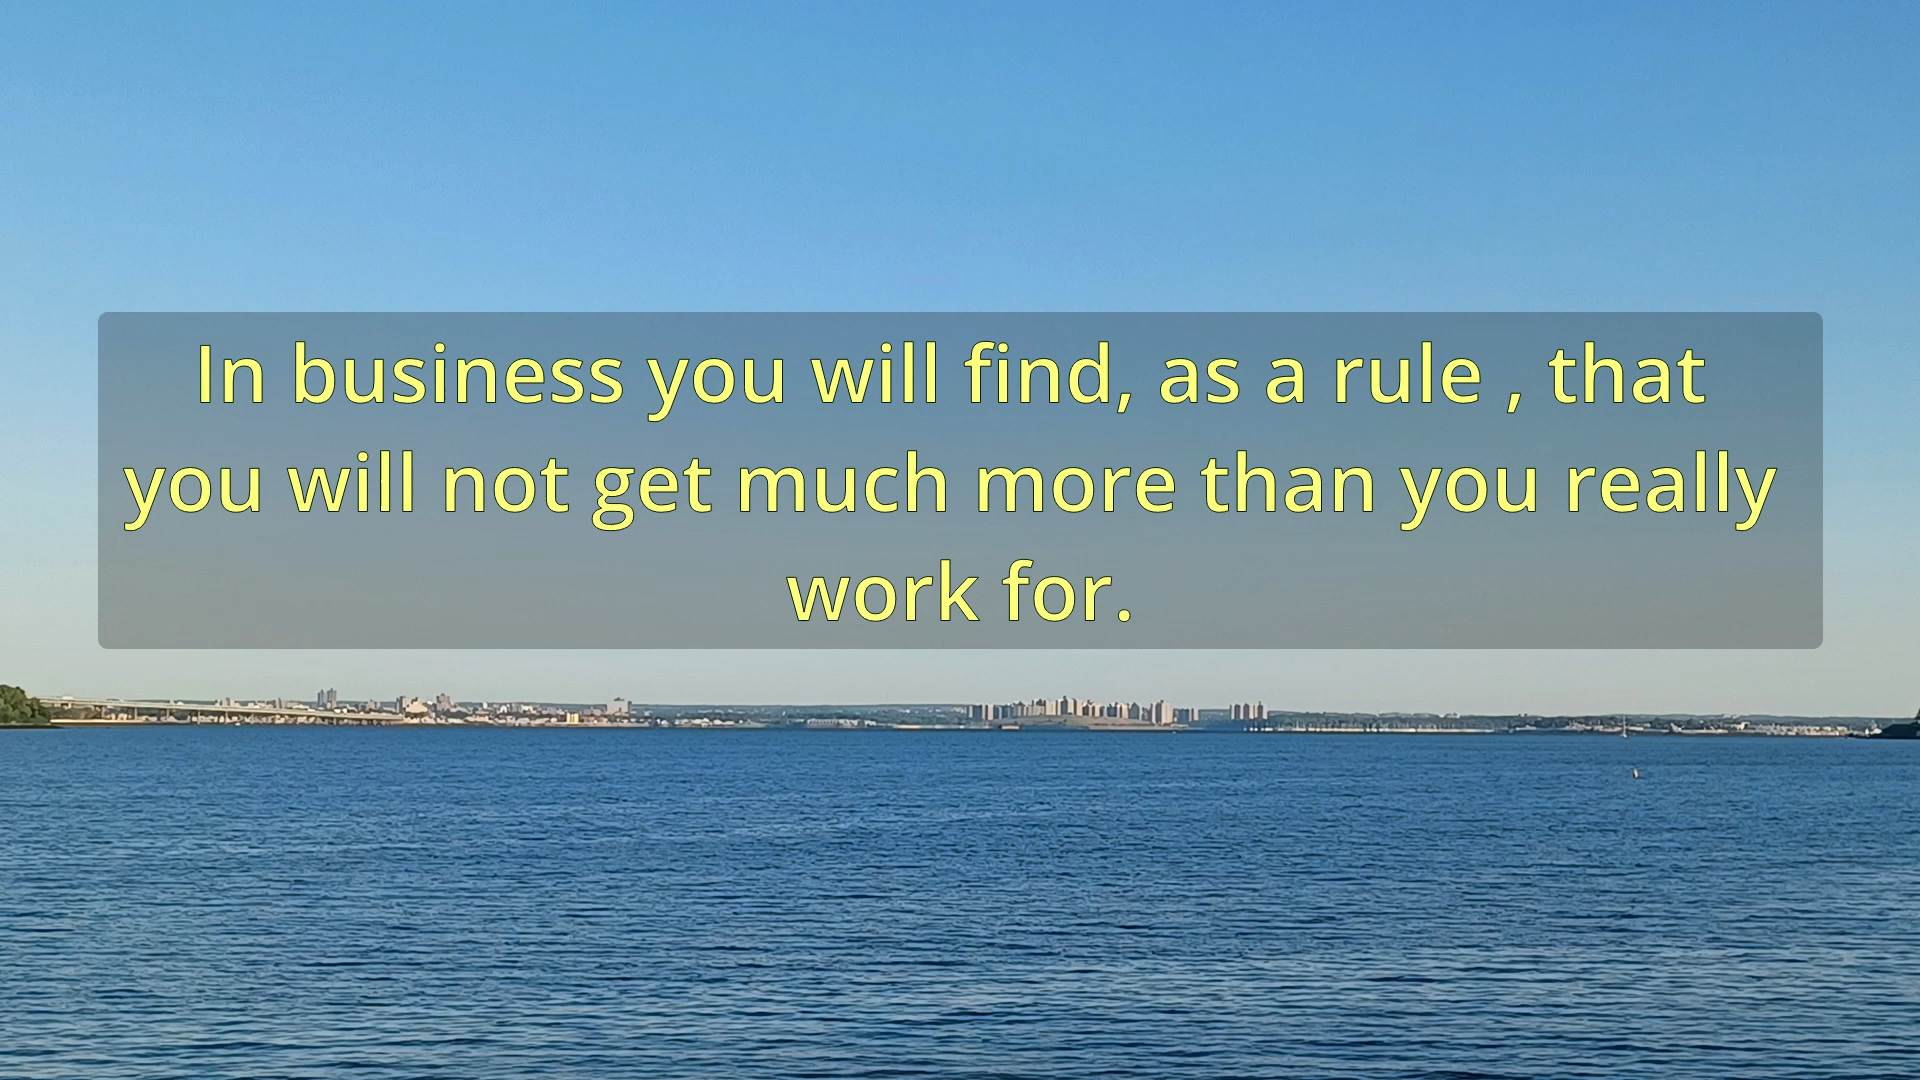 In business you will find, as a rule , that
you will not get much more than you really
work for.